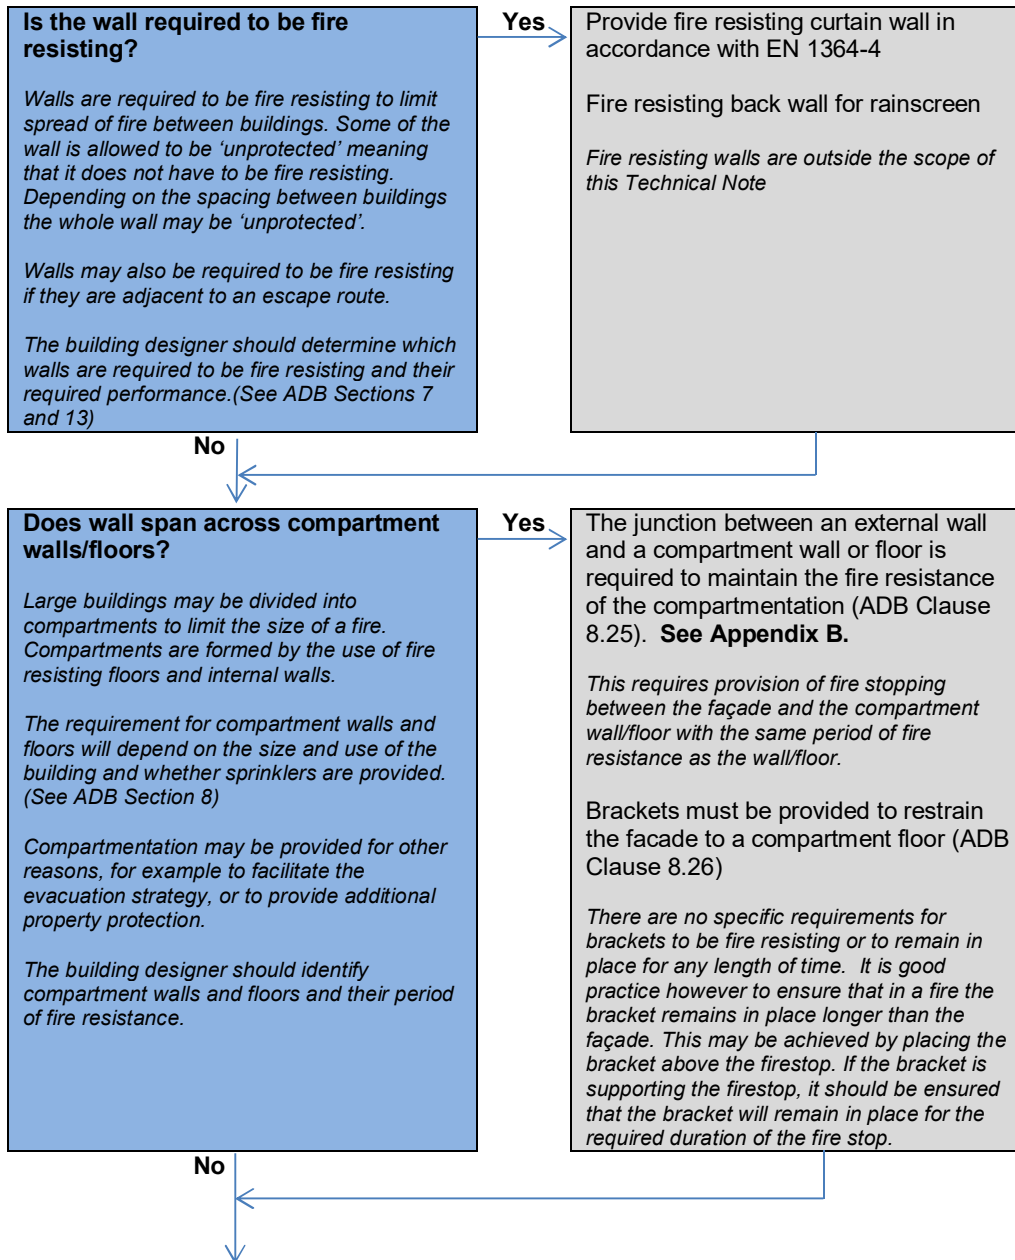 Is the wall required to be fire
resisting?
Walls are required to be fire resisting to limit
spread of fire between buildings. Some of the
wall is allowed to be ‘unprotected’ meaning
that it does not have to be fire resisting.
Depending on the spacing between buildings
the whole wall may be ‘unprotected’.
Walls may also be required to be fire resisting
if they are adjacent to an escape route.
The building designer should determine which
walls are required to be fire resisting and their
required performance.(See ADB Sections 7
and 13)
Yes
Provide fire resisting curtain wall in
accordance with EN 1364-4
Fire resisting back wall for rainscreen
Fire resisting walls are outside the scope of
this Technical Note
No
Does wall span across compartment
walls/floors?
Large buildings may be divided into
compartments to limit the size of a fire.
Compartments are formed by the use of fire
resisting floors and internal walls.
The requirement for compartment walls and
floors will depend on the size and use of the
building and whether sprinklers are provided.
(See ADB Section 8)
Compartmentation may be provided for other
reasons, for example to facilitate the
evacuation strategy, or to provide additional
property protection.
The building designer should identify
compartment walls and floors and their period
of fire resistance.
Yes
The junction between an external wall
and a compartment wall or floor is
required to maintain the fire resistance
of the compartmentation (ADB Clause
8.25).  See Appendix B.
This requires provision of fire stopping
between the façade and the compartment
wall/floor with the same period of fire
resistance as the wall/floor.
Brackets must be provided to restrain
the facade to a compartment floor (ADB
Clause 8.26)
There are no specific requirements for
brackets to be fire resisting or to remain in
place for any length of time.  It is good
practice however to ensure that in a fire the
bracket remains in place longer than the
façade. This may be achieved by placing the
bracket above the firestop. If the bracket is
supporting the firestop, it should be ensured
that the bracket will remain in place for the
required duration of the fire stop.
No